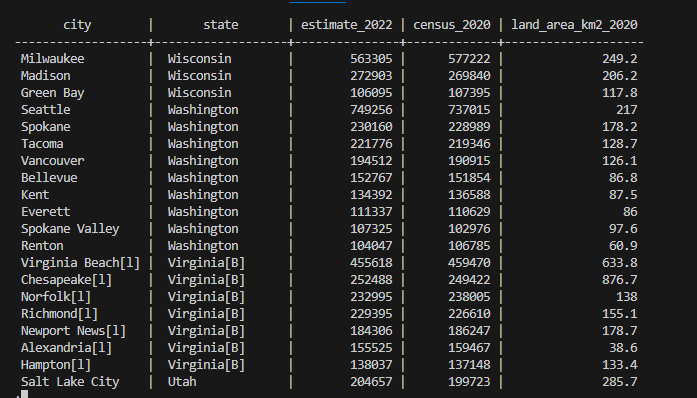 city | state | estimate_2022 | census_2020 | land_area_km2_2020
-----------------+----------------+---------------+-------------+--------------------
Milwaukee | Wisconsin | 563305 | 577222 | 249.2
Madison | Wisconsin | 272903 | 269840 | 206.2
Green Bay | Wisconsin | 106095 | 107395 | 117.8
Seattle | Washington | 749256 | 737015 | 217
Spokane | Washington | 230160 | 228989 | 178.2
Tacoma | Washington | 221776 | 219346 | 128.7
Vancouver | Washington | 194512 | 190915 | 126.1
Bellevue | Washington | 152767 | 151854 | 86.8
Kent | Washington | 134392 | 136588 | 87.5
Everett | Washington | 111337 | 110629 | 86
Spokane Valley | Washington | 107325 | 102976 | 97.6
Renton | Washington | 104047 | 106785 | 60.9
Virginia Beach[l] | Virginia[B] | 455618 | 459470 | 633.8
Chesapeake[l] | Virginia[B] | 252488 | 249422 | 876.7
Norfolk[l] | Virginia[B] | 232995 | 238005 | 138
Richmond[l] | Virginia[B] | 229395 | 226610 | 155.1
Newport News[l] | Virginia[B] | 184306 | 186247 | 178.7
Alexandria[l] | Virginia[B] | 155525 | 159467 | 38.6
Hampton[l] | Virginia[B] | 138037 | 137148 | 133.4
Salt Lake City | Utah | 204657 | 199723 | 285.7
: